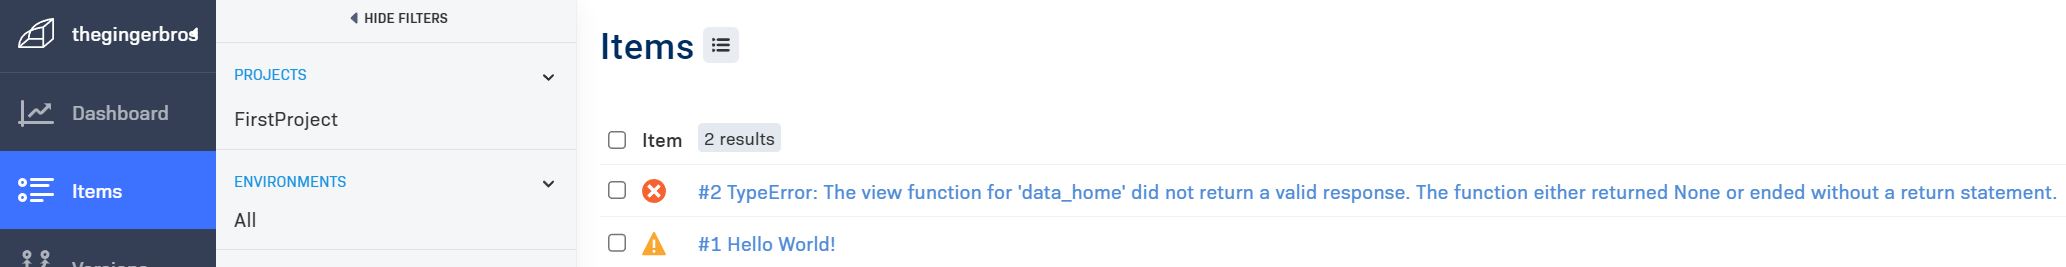 thegingerbros
Dashboard
Items
Versions
HIDE FILTERS
PROJECTS
FirstProject
ENVIRONMENTS
All
Items
Item 2 results
#2 TypeError: The view function for 'data_home' did not return a valid response. The function either returned None or ended without a return statement.
#1 Hello World!